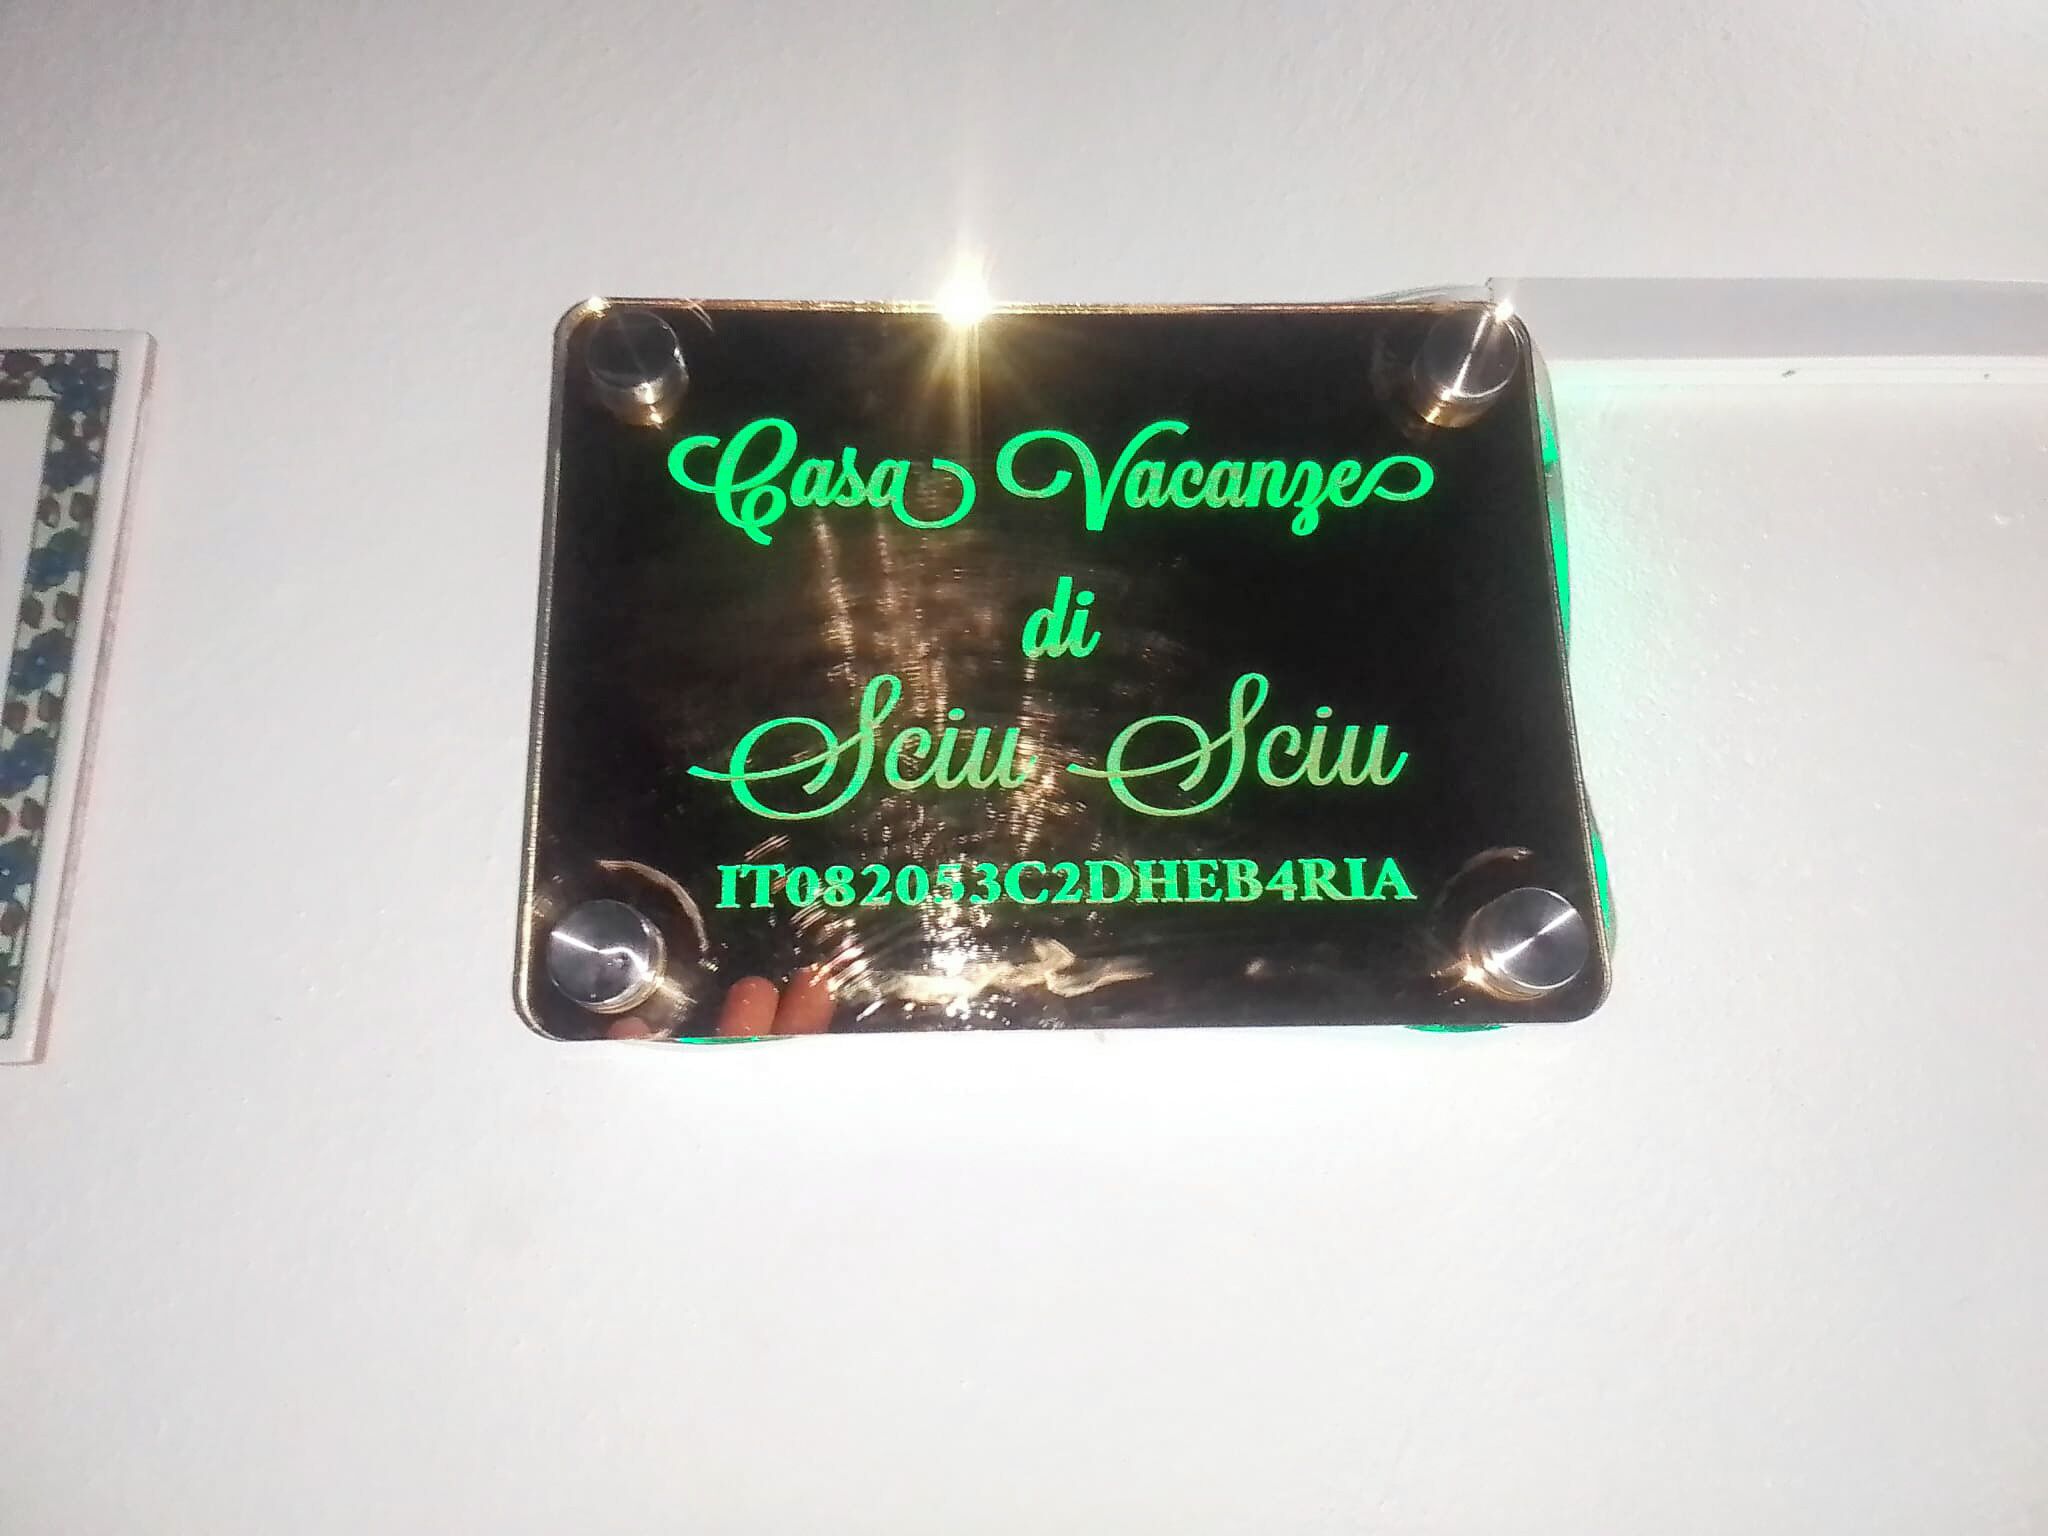 Casa Vacanze
di
Sciu Sciu
IT082053C2DHEB4RIA